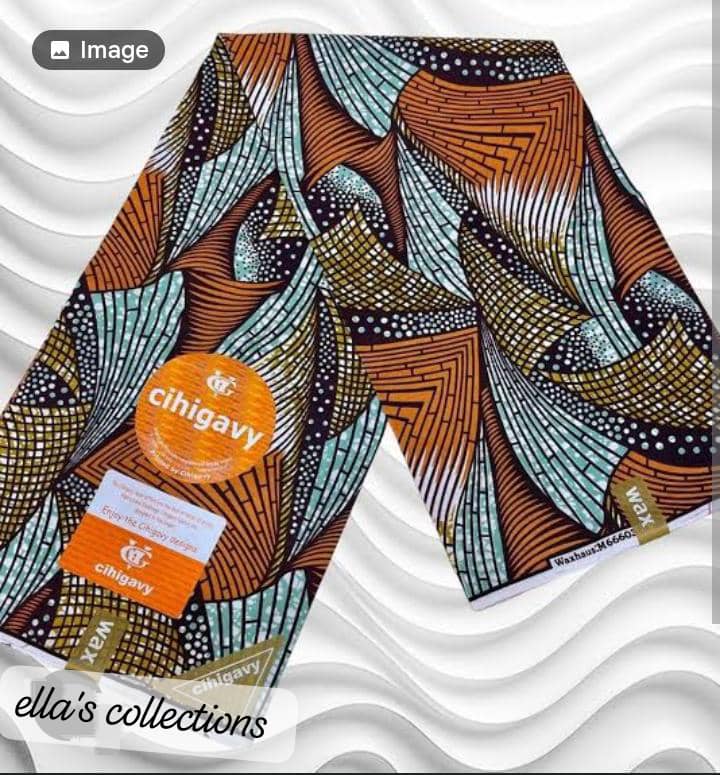 Image
cihigavy
Enjoy the Cihigavy designs
cihigavy
wax
wax
Waxhaus:M6660
cihigavy
ella's collections